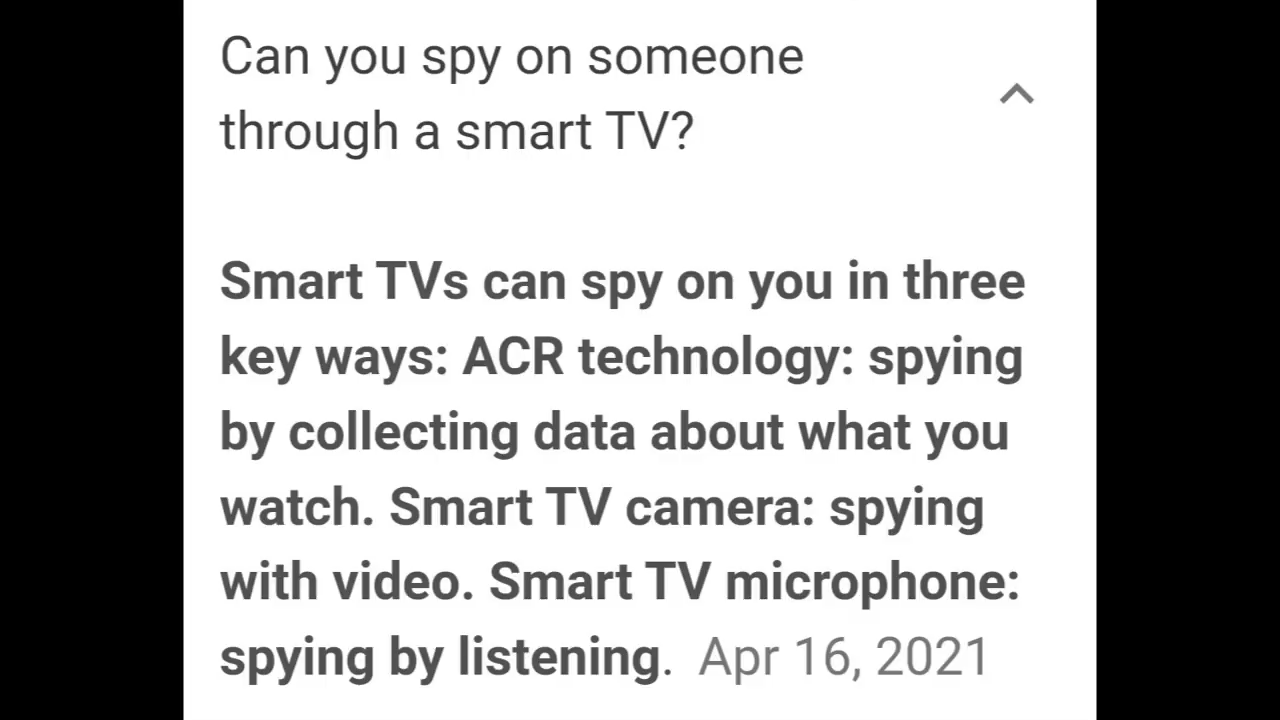 Can you spy on someone
through a smart TV?
Smart TVs can spy on you in three
key ways: ACR technology: spying
by collecting data about what you
watch. Smart TV camera: spying
with video. Smart TV microphone:
spying by listening. Apr 16, 2021